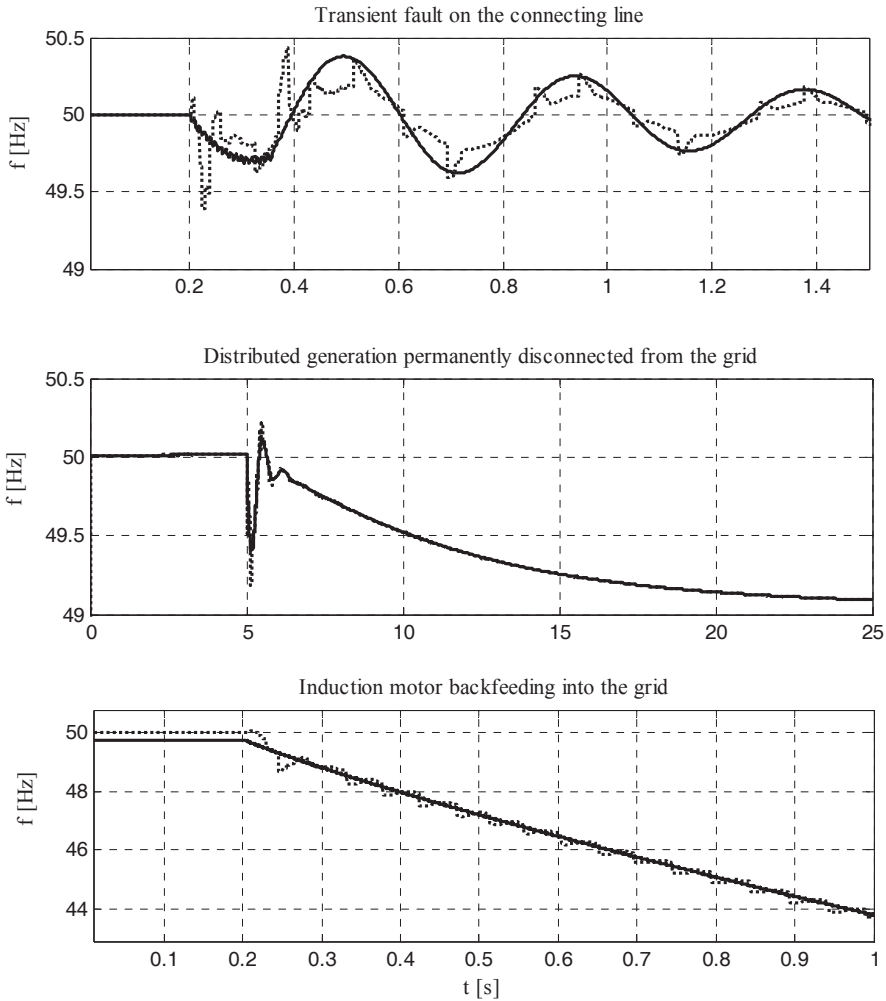 Transient fault on the connecting line
50.5
50
49.5
49
f [Hz]
0.2 0.4 0.6 0.8 1 1.2 1.4
Distributed generation permanently disconnected from the grid
50.5
50
49.5
49
f [Hz]
0 5 10 15 20 25
Induction motor backfeeding into the grid
50
48
46
44
f [Hz]
0.1 0.2 0.3 0.4 0.5 0.6 0.7 0.8 0.9 1
t [s]